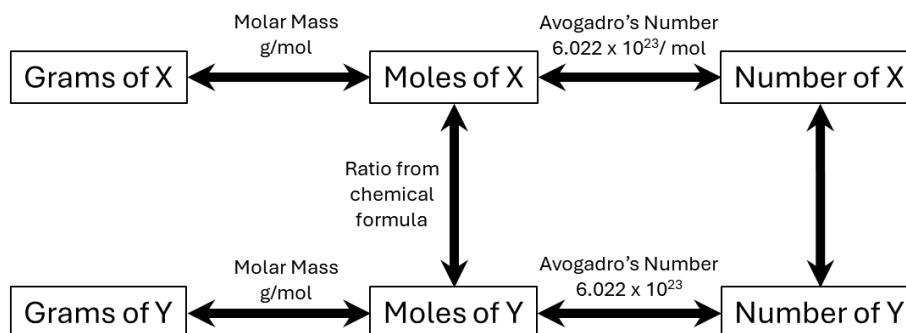 Molar Mass
g/mol
Avogadro's Number
6.022 x 10²³/ mol
Grams of X
Moles of X
Number of X
Ratio from
chemical
formula
Molar Mass
g/mol
Avogadro's Number
6.022 x 10²³
Grams of Y
Moles of Y
Number of Y